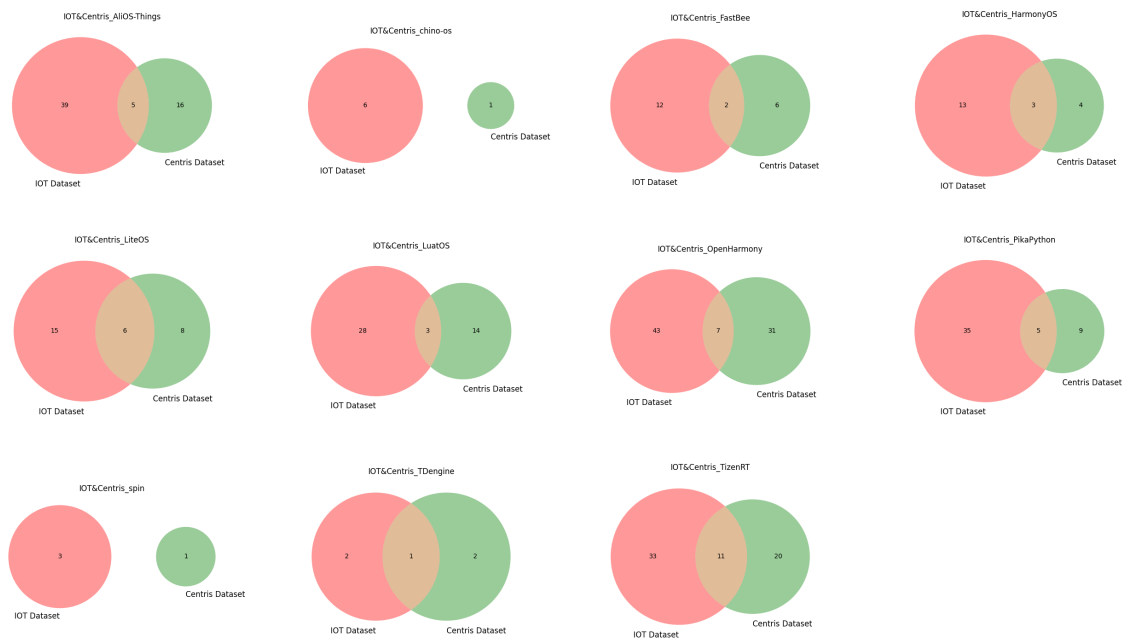 IOT&Centris_AliOS-Things
39
5
16
Centris Dataset
IOT Dataset
IOT&Centris_chino-os
6
1
Centris Dataset
IOT Dataset
IOT&Centris_FastBee
12
2
6
Centris Dataset
IOT Dataset
IOT&Centris_HarmonyOS
13
3
4
Centris Dataset
IOT Dataset
IOT&Centris_LiteOS
15
6
8
Centris Dataset
IOT Dataset
IOT&Centris_LuatOS
28
3
14
Centris Dataset
IOT Dataset
IOT&Centris_OpenHarmony
43
7
31
Centris Dataset
IOT Dataset
IOT&Centris_PikaPython
35
5
9
Centris Dataset
IOT Dataset
IOT&Centris_spin
3
1
Centris Dataset
IOT Dataset
IOT&Centris_TDengine
2
1
2
IOT Dataset
Centris Dataset
IOT&Centris_TizenRT
33
11
20
Centris Dataset
IOT Dataset